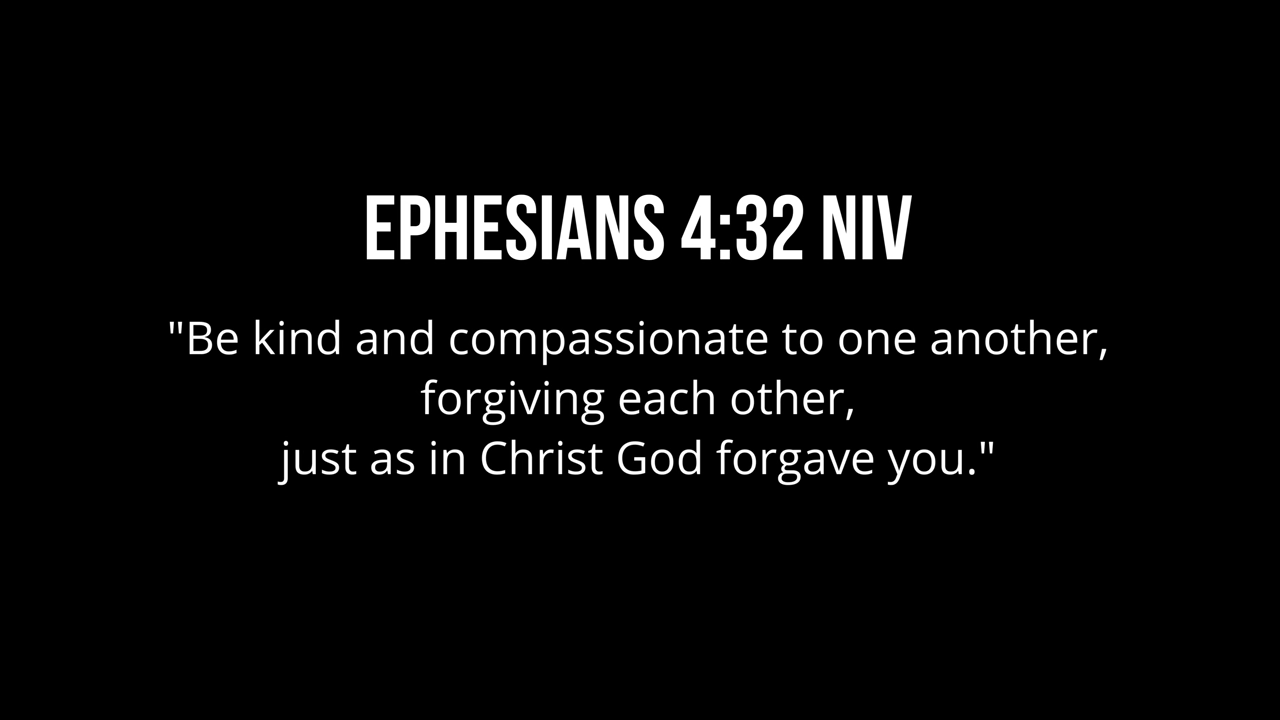 EPHESIANS 4:32 NIV
"Be kind and compassionate to one another,
forgiving each other,
just as in Christ God forgave you."